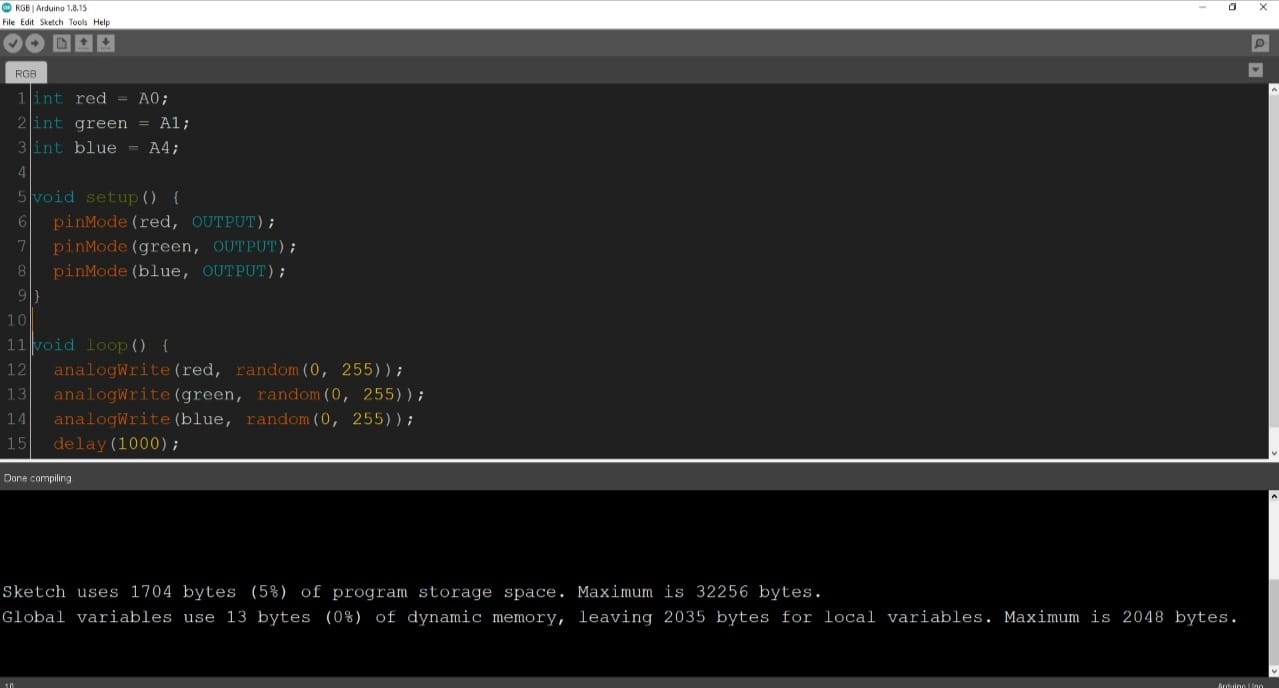 RGB | Arduino 1.8.15
File Edit Sketch Tools Help
RGB
1 int red = A0;
2 int green = A1;
3 int blue = A4;
4
5 void setup() {
6 pinMode(red, OUTPUT);
7 pinMode(green, OUTPUT);
8 pinMode(blue, OUTPUT);
9 }
10
11 void loop() {
12 analogWrite(red, random(0, 255));
13 analogWrite(green, random(0, 255));
14 analogWrite(blue, random(0, 255));
15 delay(1000);
Done compiling.
Sketch uses 1704 bytes (5%) of program storage space. Maximum is 32256 bytes.
Global variables use 13 bytes (0%) of dynamic memory, leaving 2035 bytes for local variables. Maximum is 2048 bytes.
10 Arduino Uno